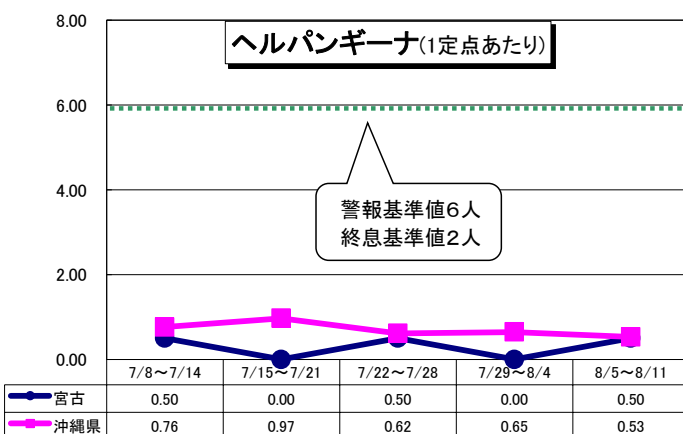 ヘルパンギーナ(1定点あたり)
8.00
6.00
4.00
2.00
0.00
警報基準値6人
終息基準値2人
7/8~7/14 7/15~7/21 7/22~7/28 7/29~8/4 8/5~8/11
宮古 0.50 0.00 0.50 0.00 0.50
沖縄県 0.76 0.97 0.62 0.65 0.53